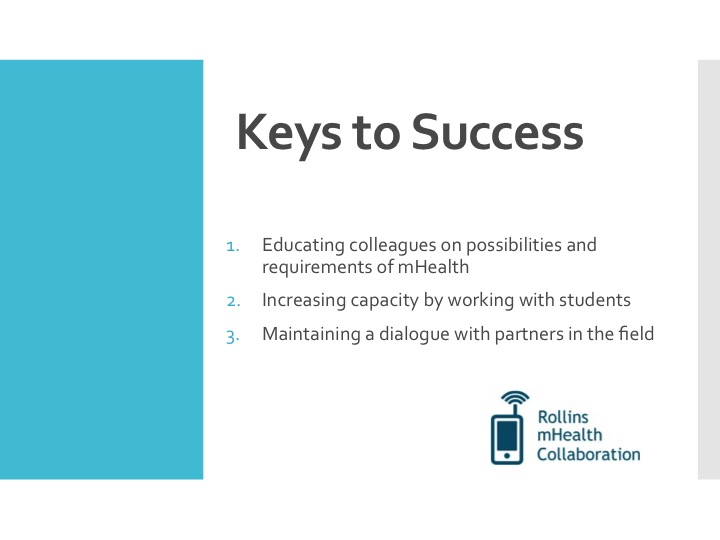 Keys to Success
1. Educating colleagues on possibilities and
requirements of mHealth
2. Increasing capacity by working with students
3. Maintaining a dialogue with partners in the field
Rollins
mHealth
Collaboration